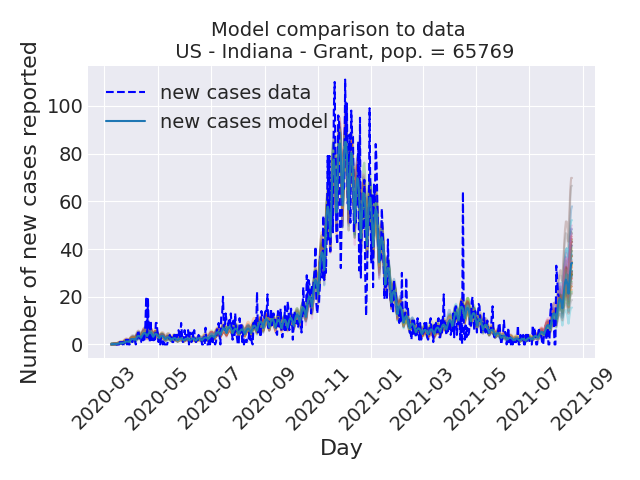 Model comparison to data
US - Indiana - Grant, pop. = 65769
Number of new cases reported
100
80
60
40
20
0
new cases data
new cases model
2020-03
2020-05
2020-07
2020-09
2020-11
2021-01
2021-03
2021-05
2021-07
2021-09
Day